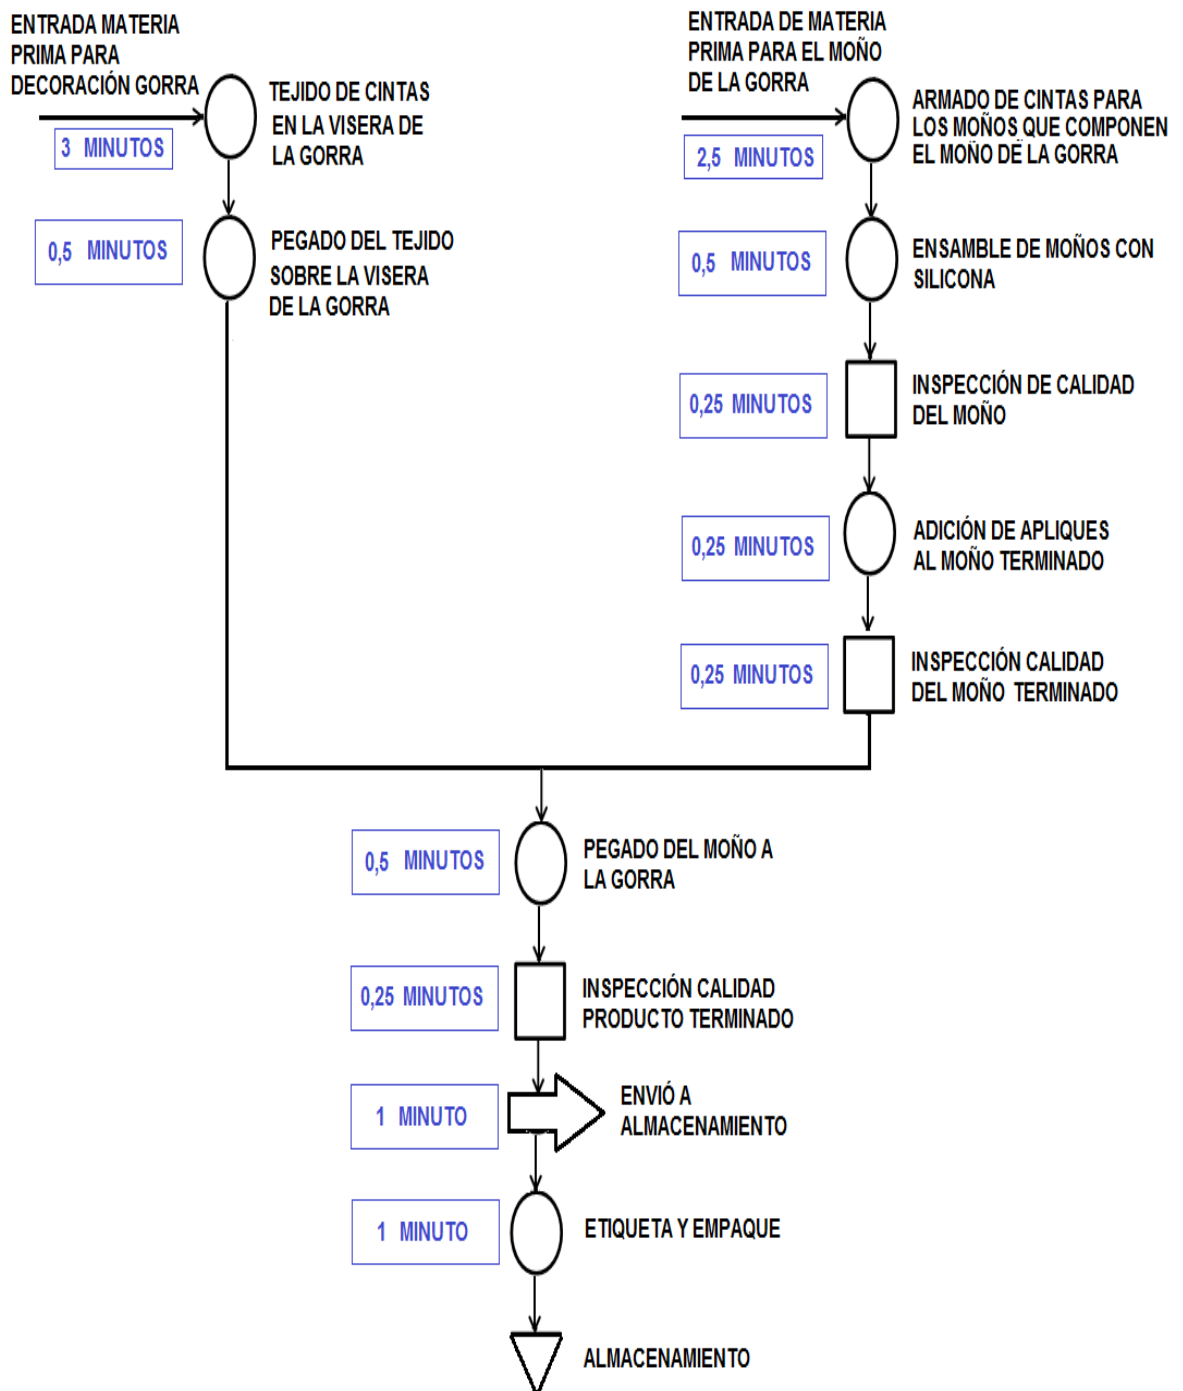 ENTRADA MATERIA
PRIMA PARA
DECORACIÓN GORRA
3 MINUTOS
TEJIDO DE CINTAS
EN LA VISERA DE
LA GORRA
0,5 MINUTOS
PEGADO DEL TEJIDO
SOBRE LA VISERA
DE LA GORRA
ENTRADA DE MATERIA
PRIMA PARA EL MOÑO
DE LA GORRA
2,5 MINUTOS
ARMADO DE CINTAS PARA
LOS MOÑOS QUE COMPONEN
EL MOÑO DE LA GORRA
0,5 MINUTOS
ENSAMBLE DE MOÑOS CON
SILICONA
0,25 MINUTOS
INSPECCIÓN DE CALIDAD
DEL MOÑO
0,25 MINUTOS
ADICIÓN DE APLIQUES
AL MOÑO TERMINADO
0,25 MINUTOS
INSPECCIÓN CALIDAD
DEL MOÑO TERMINADO
0,5 MINUTOS
PEGADO DEL MOÑO A
LA GORRA
0,25 MINUTOS
INSPECCIÓN CALIDAD
PRODUCTO TERMINADO
1 MINUTO
ENVIÓ A
ALMACENAMIENTO
1 MINUTO
ETIQUETA Y EMPAQUE
ALMACENAMIENTO